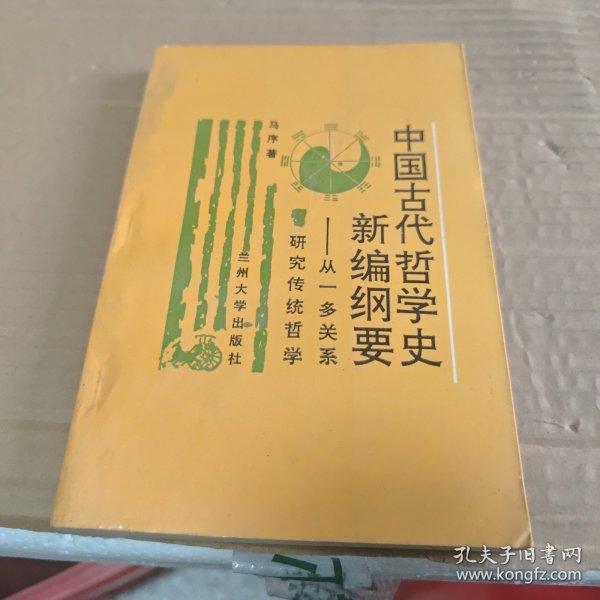 中国古代哲学史
新编纲要
——从一多关系
研究传统哲学
马序著
兰州大学出版社
孔夫子旧书网
www.kongfz.com